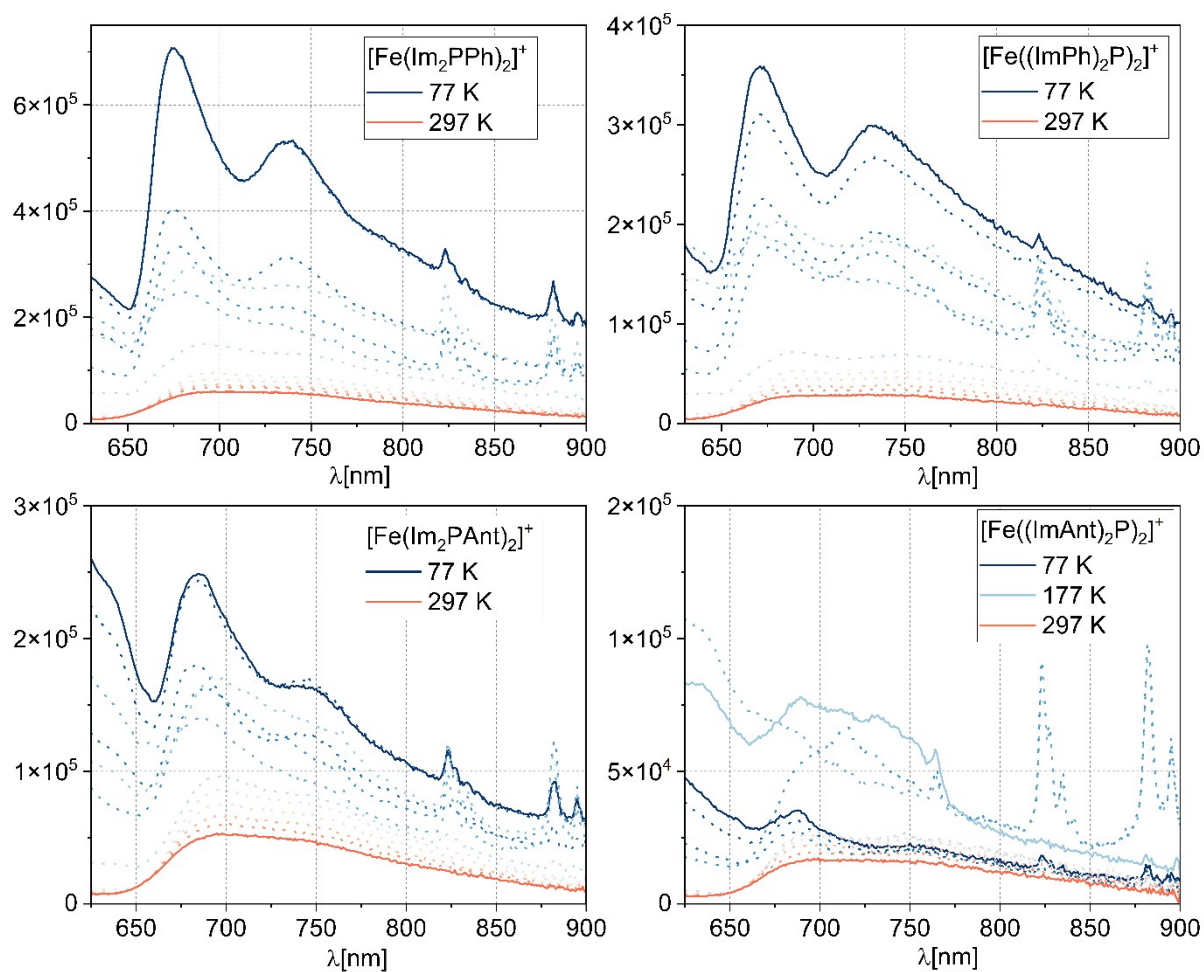 [Fe(Im₂PPh)₂]⁺
77 K
297 K
6×10⁵
4×10⁵
2×10⁵
0
650 700 750 800 850 900
λ[nm]
[Fe((ImPh)₂P)₂]⁺
77 K
297 K
4×10⁵
3×10⁵
2×10⁵
1×10⁵
0
650 700 750 800 850 900
λ[nm]
[Fe(Im₂PAnt)₂]⁺
77 K
297 K
3×10⁵
2×10⁵
1×10⁵
0
650 700 750 800 850 900
λ[nm]
[Fe((ImAnt)₂P)₂]⁺
77 K
177 K
297 K
2×10⁵
1×10⁵
5×10⁴
0
650 700 750 800 850 900
λ[nm]